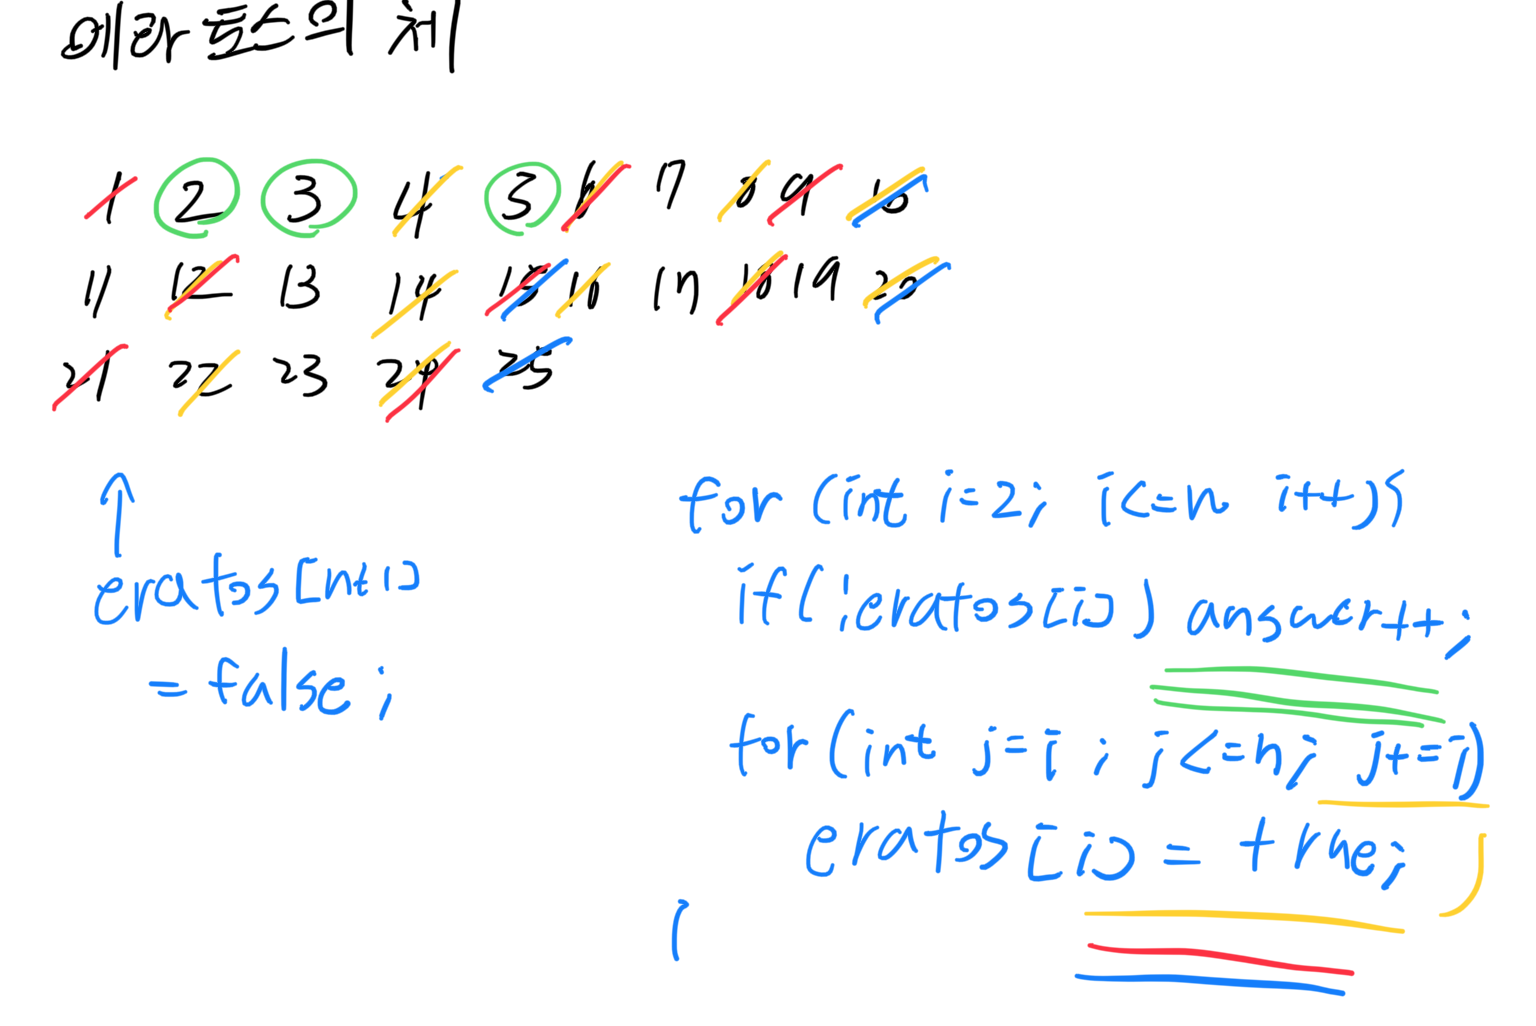 에라토스의 체
1 2 3 4 5 6 7 8 9 10
11 12 13 14 15 16 17 18 19 20
21 22 23 24 25
eratos[n+1]
= false;
for (int i=2; i<=n i++){
if(!eratos[i]) answer++;
for(int j=i; j<=n; j+=i)
eratos[i] = true;